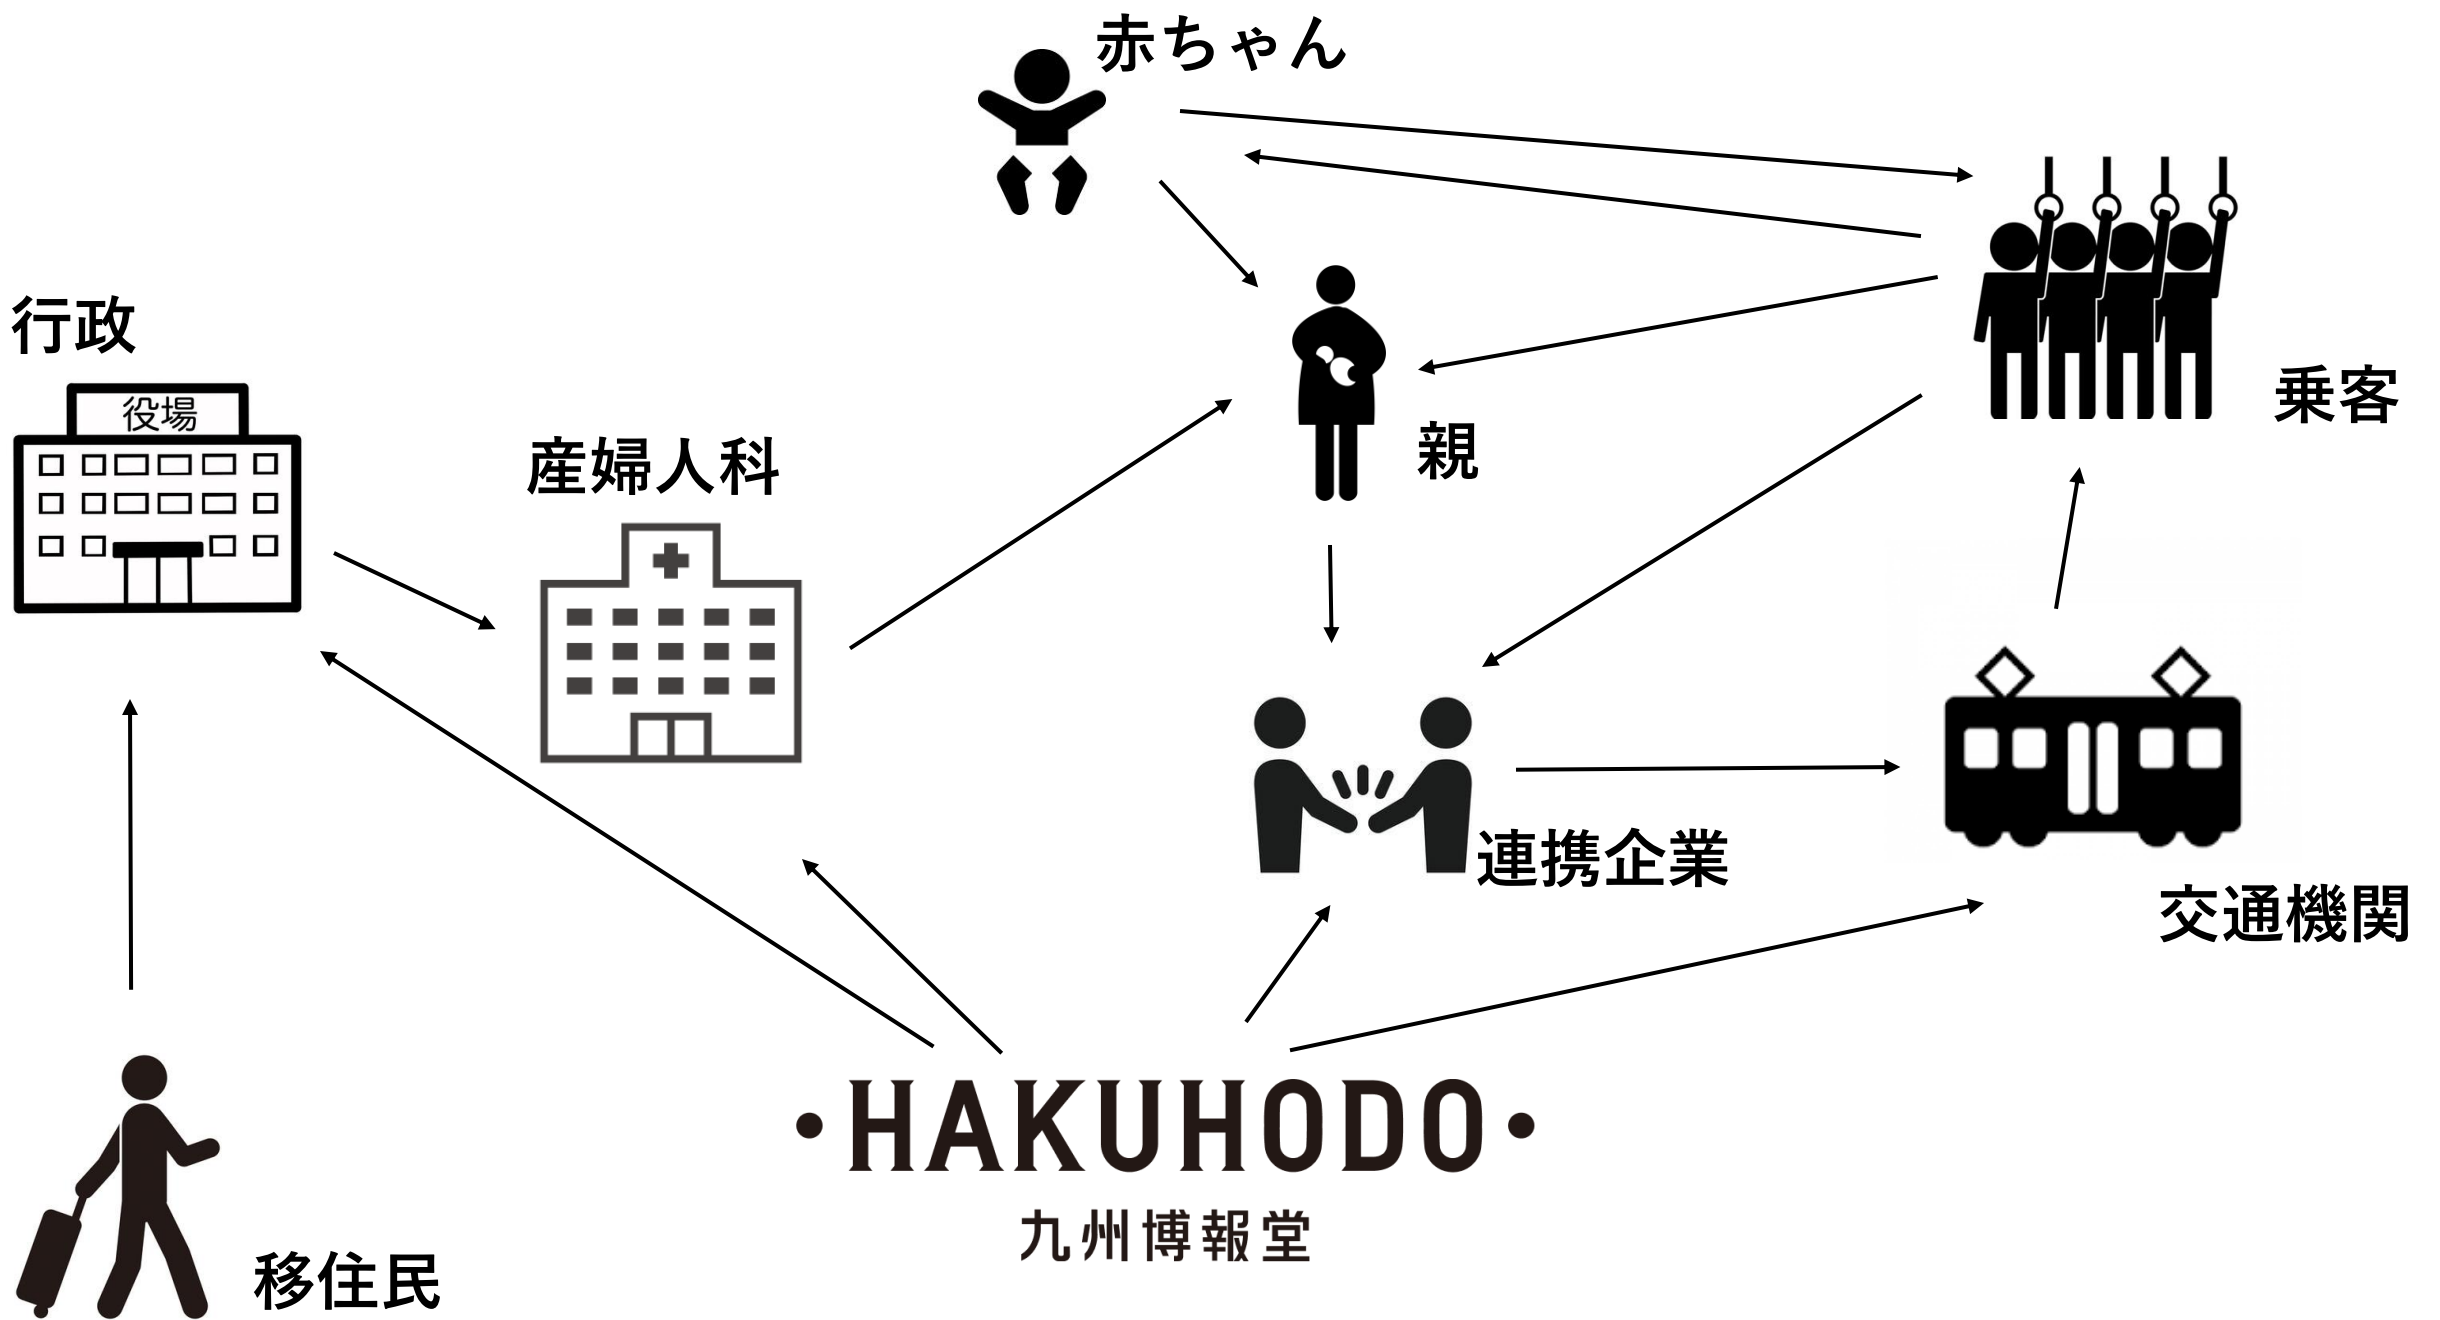 赤ちゃん
行政
役場
乗客
産婦人科
親
連携企業
交通機関
•HAKUHODO•
九州博報堂
移住民